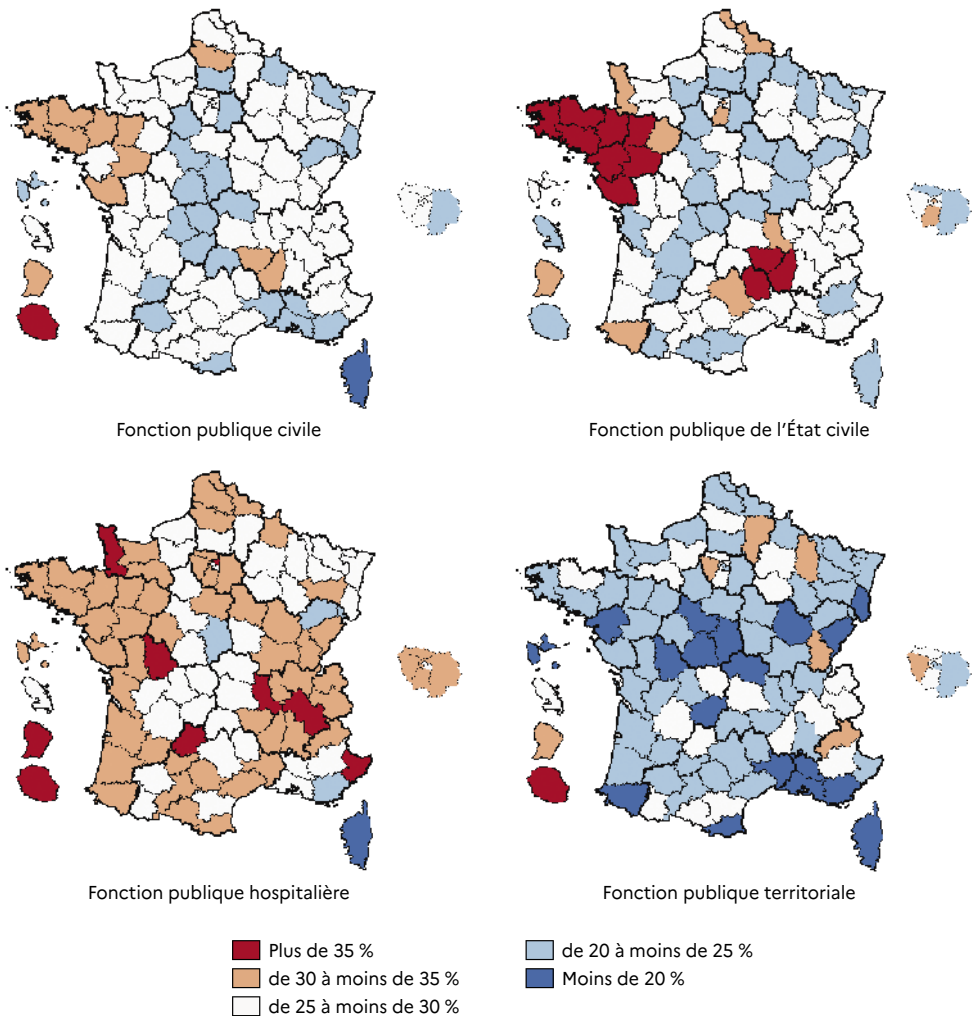 Fonction publique civile
Fonction publique de l'État civile
Fonction publique hospitalière
Fonction publique territoriale
Plus de 35 %
de 30 à moins de 35 %
de 25 à moins de 30 %
de 20 à moins de 25 %
Moins de 20 %